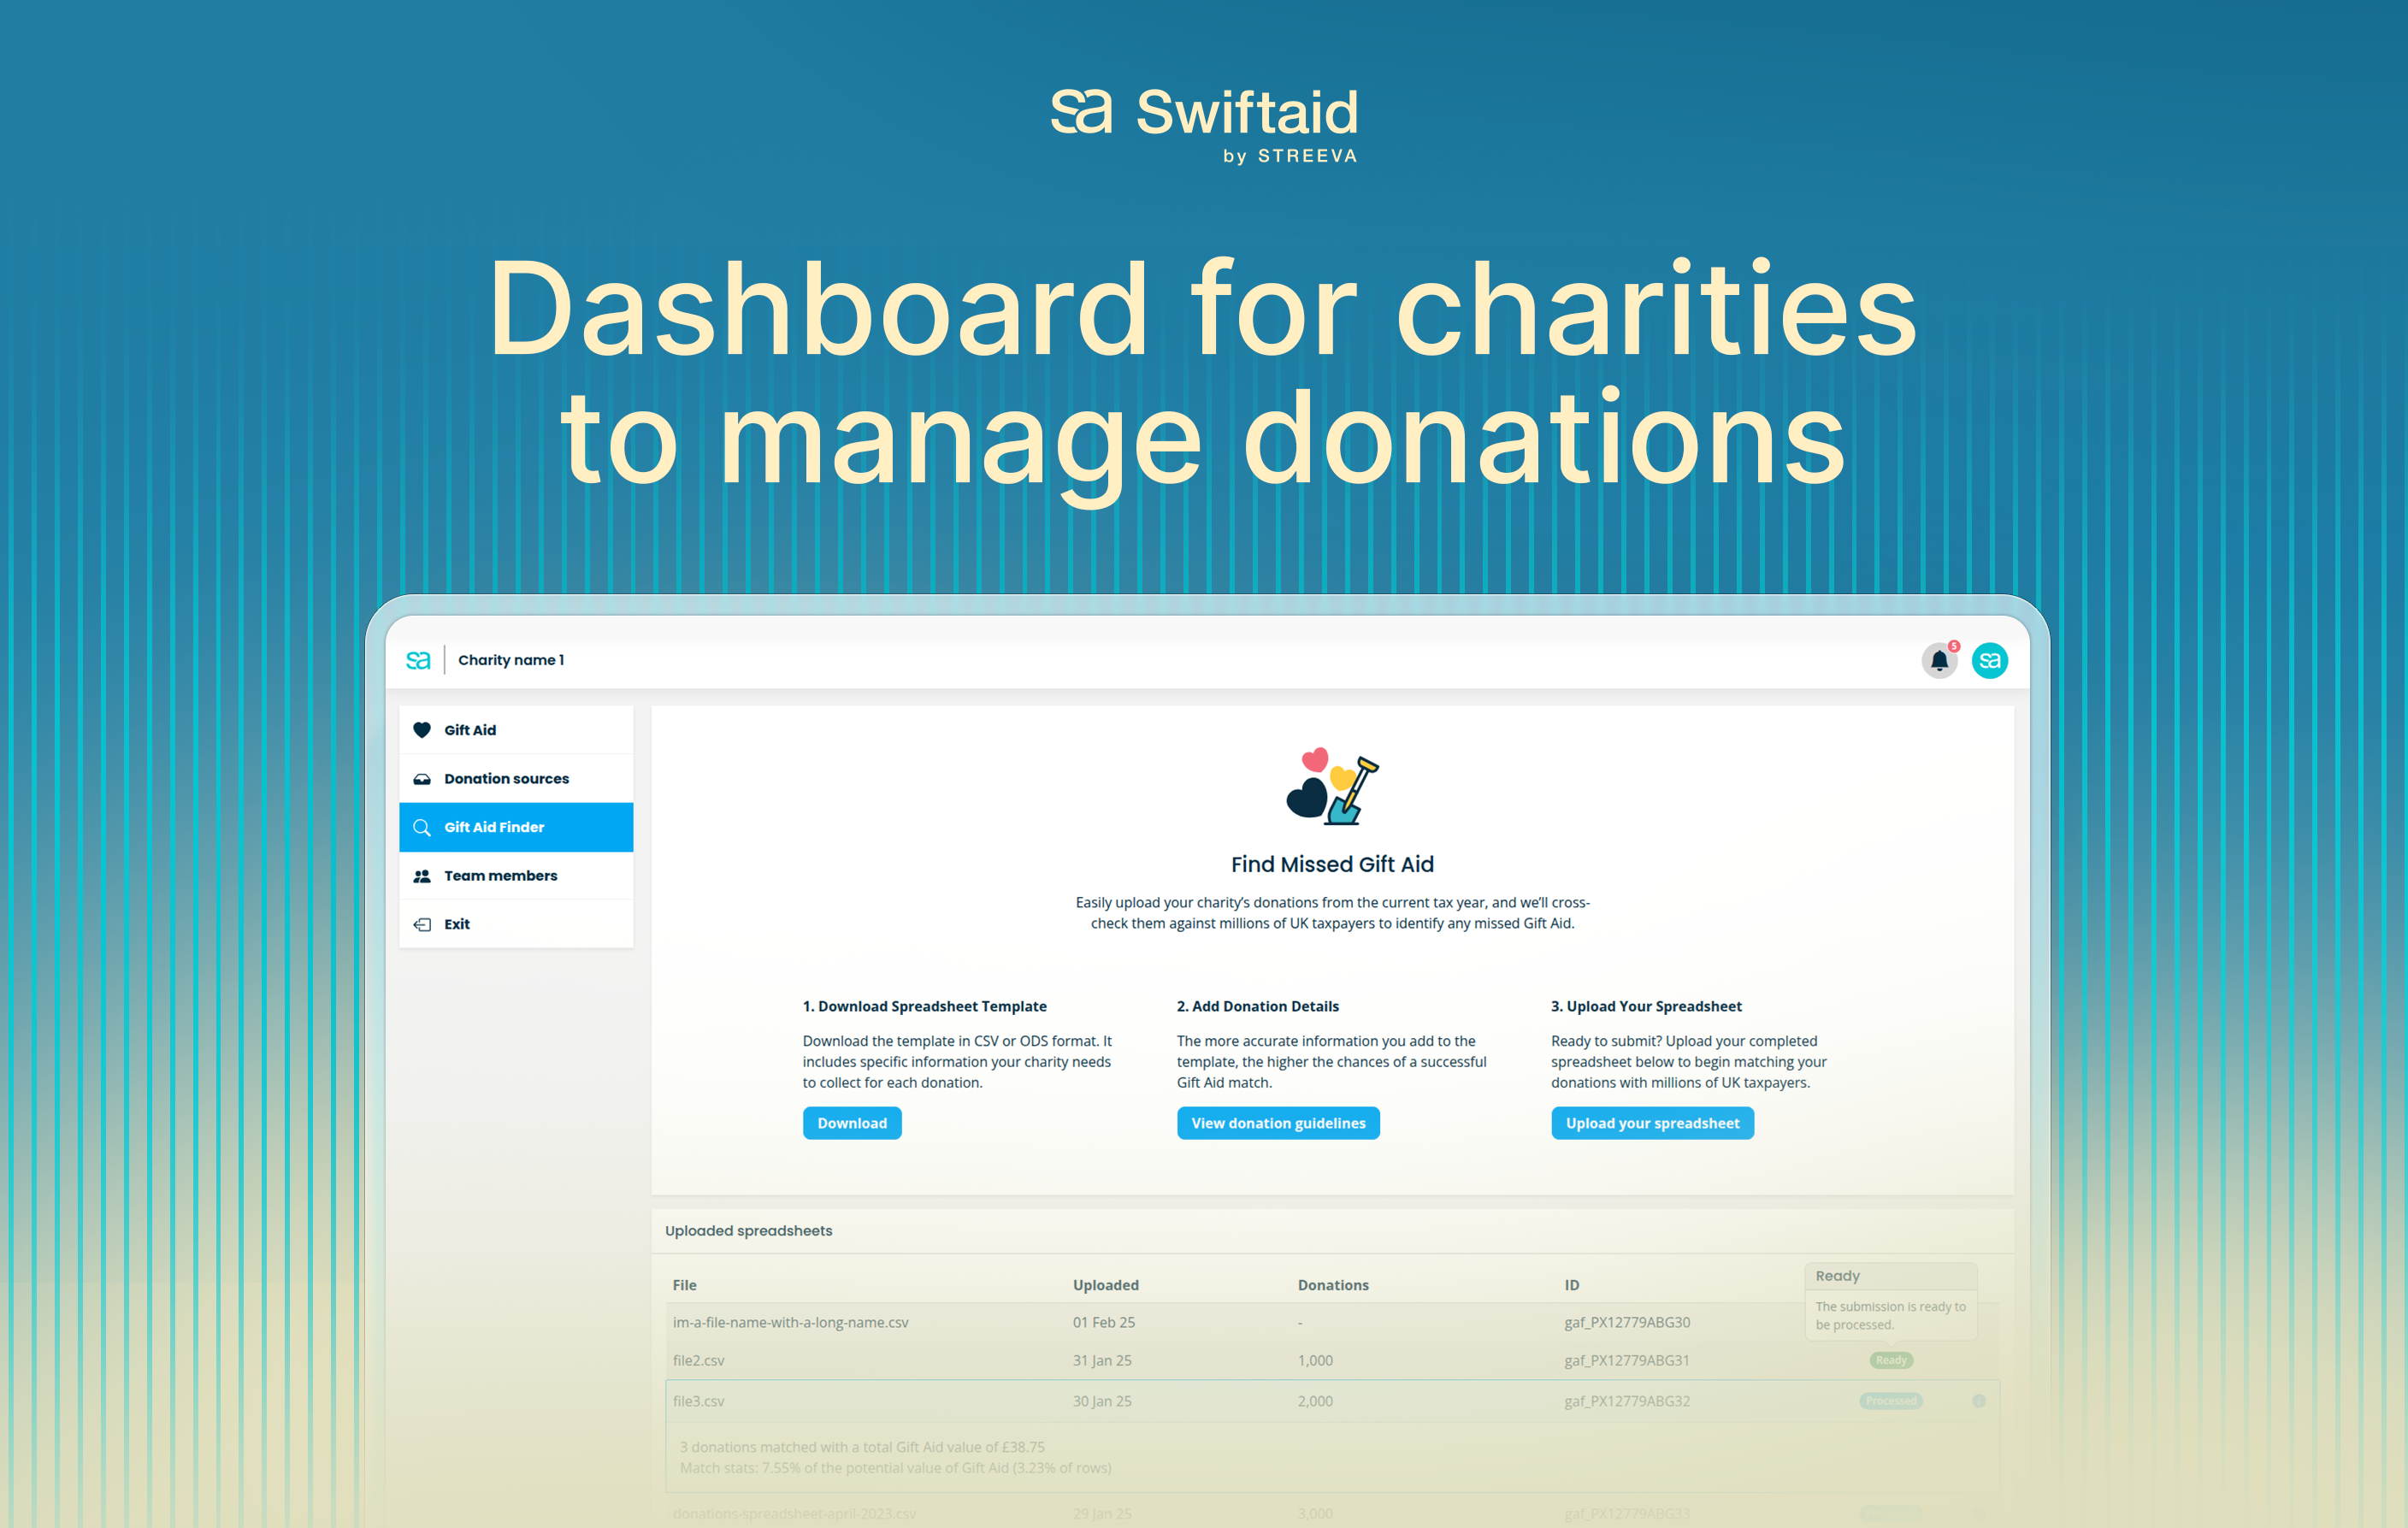 sa Swiftaid
by STREEVA
Dashboard for charities
to manage donations
sa Charity name 1
5
sa
Gift Aid
Donation sources
Gift Aid Finder
Team members
Exit
Find Missed Gift Aid
Easily upload your charity's donations from the current tax year, and we'll cross-
check them against millions of UK taxpayers to identify any missed Gift Aid.
1. Download Spreadsheet Template
Download the template in CSV or ODS format. It
includes specific information your charity needs
to collect for each donation.
Download
2. Add Donation Details
The more accurate information you add to the
template, the higher the chances of a successful
Gift Aid match.
View donation guidelines
3. Upload Your Spreadsheet
Ready to submit? Upload your completed
spreadsheet below to begin matching your
donations with millions of UK taxpayers.
Upload your spreadsheet
Uploaded spreadsheets
File Uploaded Donations ID
Ready
The submission is ready to
be processed.
im-a-file-name-with-a-long-name.csv 01 Feb 25 - gaf_PX12779ABG30
file2.csv 31 Jan 25 1,000 gaf_PX12779ABG31 Ready
file3.csv 30 Jan 25 2,000 gaf_PX12779ABG32 Processed
3 donations matched with a total Gift Aid value of £38.75
Match stats: 7.55% of the potential value of Gift Aid (3.23% of rows)
donations-spreadsheet-april-2023.csv 29 Jan 25 3,000 gaf_PX12779ABG33